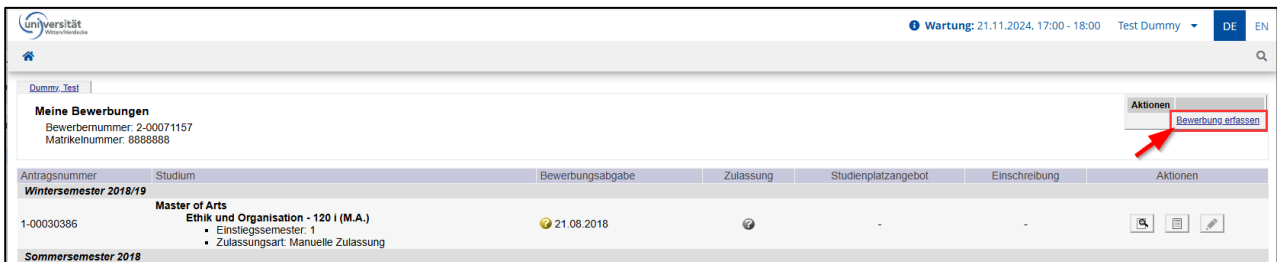 universität
Witten/Herdecke
Wartung: 21.11.2024, 17:00 - 18:00 Test Dummy DE EN
Dummy, Test
Meine Bewerbungen
Bewerbernummer: 2-00071157
Matrikelnummer: 8888888
Aktionen
Bewerbung erfassen
Antragsnummer Studium Bewerbungsabgabe Zulassung Studienplatzangebot Einschreibung Aktionen
Wintersemester 2018/19
Master of Arts
Ethik und Organisation - 120 i (M.A.)
1-00030386 ▪ Einstiegssemester: 1 21.08.2018 - -
▪ Zulassungsart: Manuelle Zulassung
Sommersemester 2018